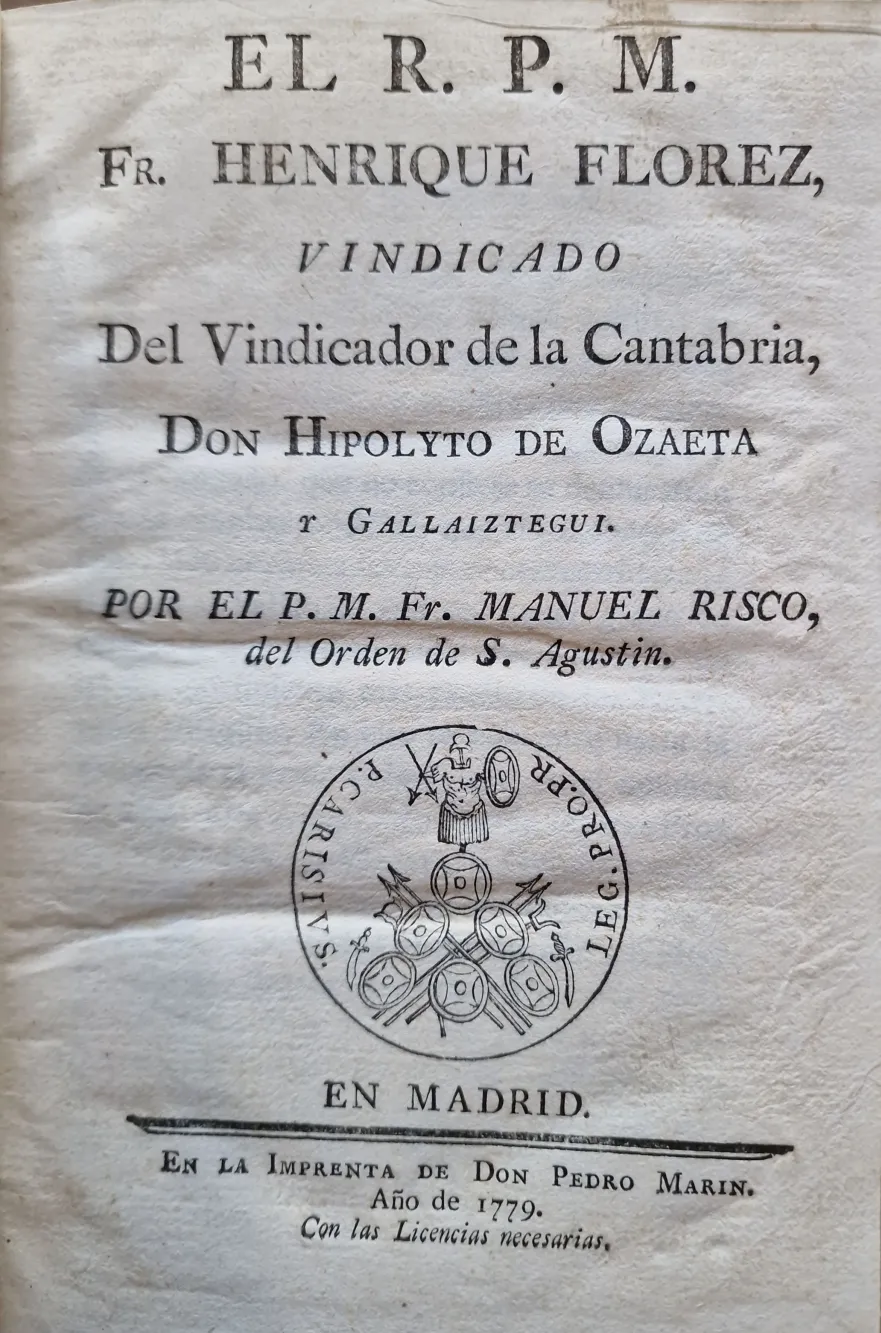 EL R. P. M.
FR. HENRIQUE FLOREZ,
VINDICADO
Del Vindicador de la Cantabria,
DON HIPOLYTO DE OZAETA
Y GALLAIZTEGUI.
POR EL P. M. Fr. MANUEL RISCO,
del Orden de S. Agustin.
P. CARISIVS. LEG. PRO. PR
EN MADRID.
EN LA IMPRENTA DE DON PEDRO MARIN.
Año de 1779.
Con las Licencias necesarias.